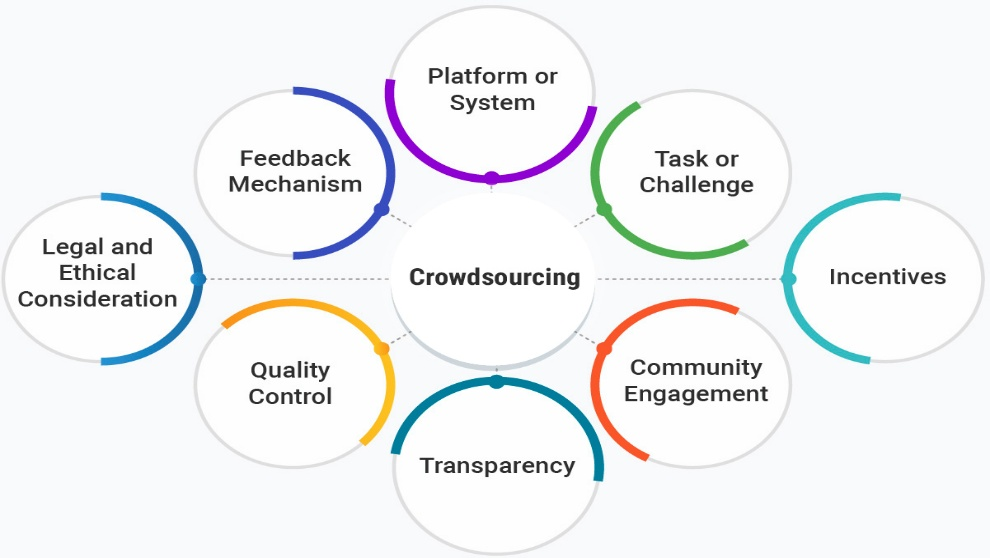 Platform or
System
Feedback
Mechanism
Task or
Challenge
Legal and
Ethical
Consideration
Crowdsourcing
Incentives
Quality
Control
Community
Engagement
Transparency